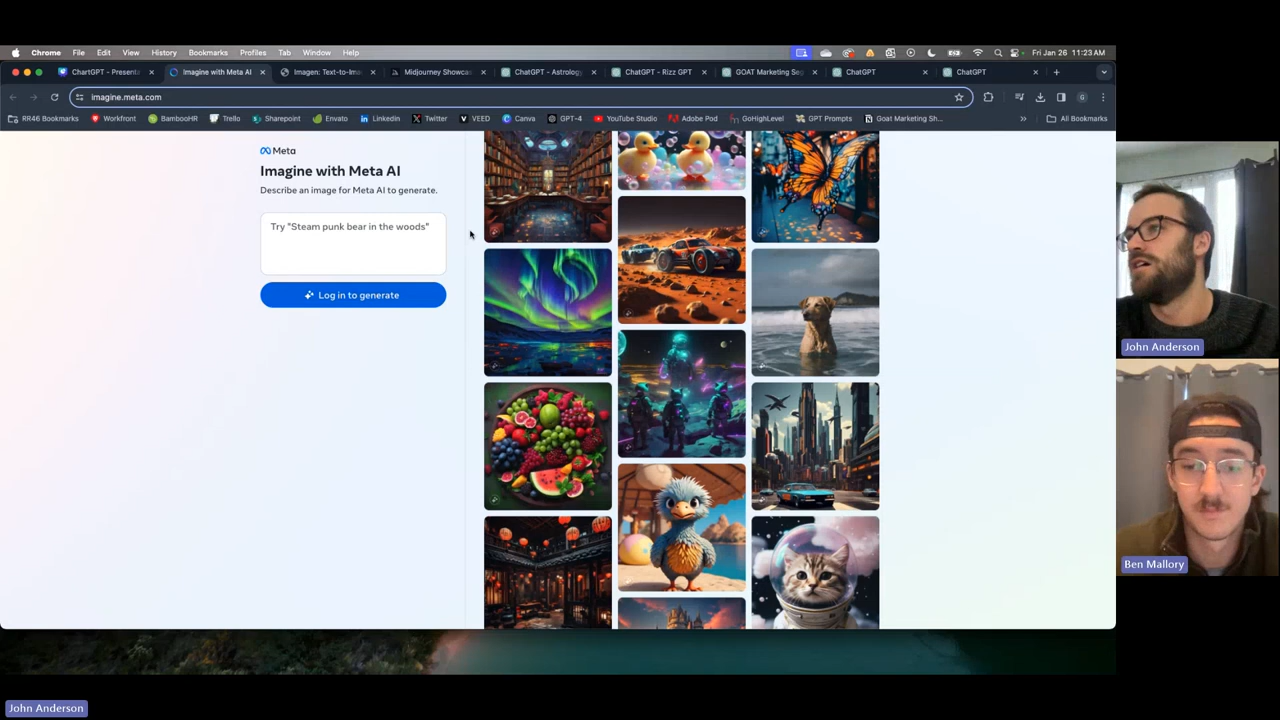 Chrome File Edit View History Bookmarks Profiles Tab Window Help
Fri Jan 26 11:23 AM
ChartGPT - Presenta
Imagine with Meta AI
Imagen: Text-to-Ima
Midjourney Showcas
ChatGPT - Astrology
ChatGPT - Rizz GPT
GOAT Marketing Seq
ChatGPT
ChatGPT
imagine.meta.com
G
RR46 Bookmarks
Workfront
BambooHR
Trello
Sharepoint
Envato
Linkedin
Twitter
VEED
Canva
GPT-4
YouTube Studio
Adobe Pod
GoHighLevel
GPT Prompts
Goat Marketing Sh...
All Bookmarks
Meta
Imagine with Meta AI
Describe an image for Meta AI to generate.
Try "Steam punk bear in the woods"
Log in to generate
John Anderson
Ben Mallory
John Anderson